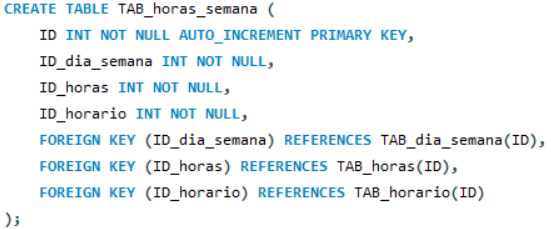 CREATE TABLE TAB_horas_semana (
    ID INT NOT NULL AUTO_INCREMENT PRIMARY KEY,
    ID_dia_semana INT NOT NULL,
    ID_horas INT NOT NULL,
    ID_horario INT NOT NULL,
    FOREIGN KEY (ID_dia_semana) REFERENCES TAB_dia_semana(ID),
    FOREIGN KEY (ID_horas) REFERENCES TAB_horas(ID),
    FOREIGN KEY (ID_horario) REFERENCES TAB_horario(ID)
);